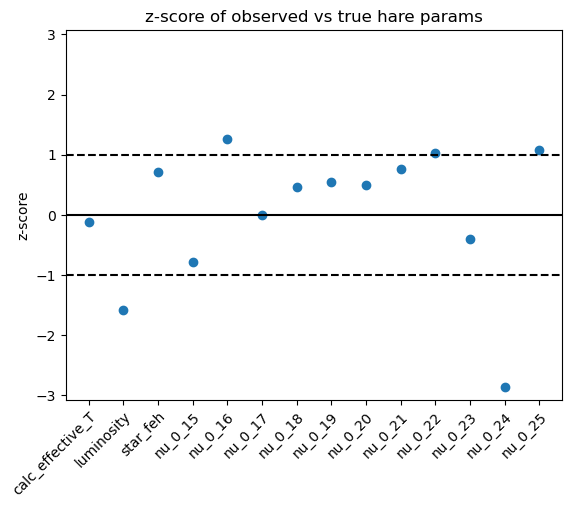 z-score of observed vs true hare params
3
2
1
0
−1
−2
−3
z-score
calc_effective_T
luminosity
star_feh
nu_0_15
nu_0_16
nu_0_17
nu_0_18
nu_0_19
nu_0_20
nu_0_21
nu_0_22
nu_0_23
nu_0_24
nu_0_25